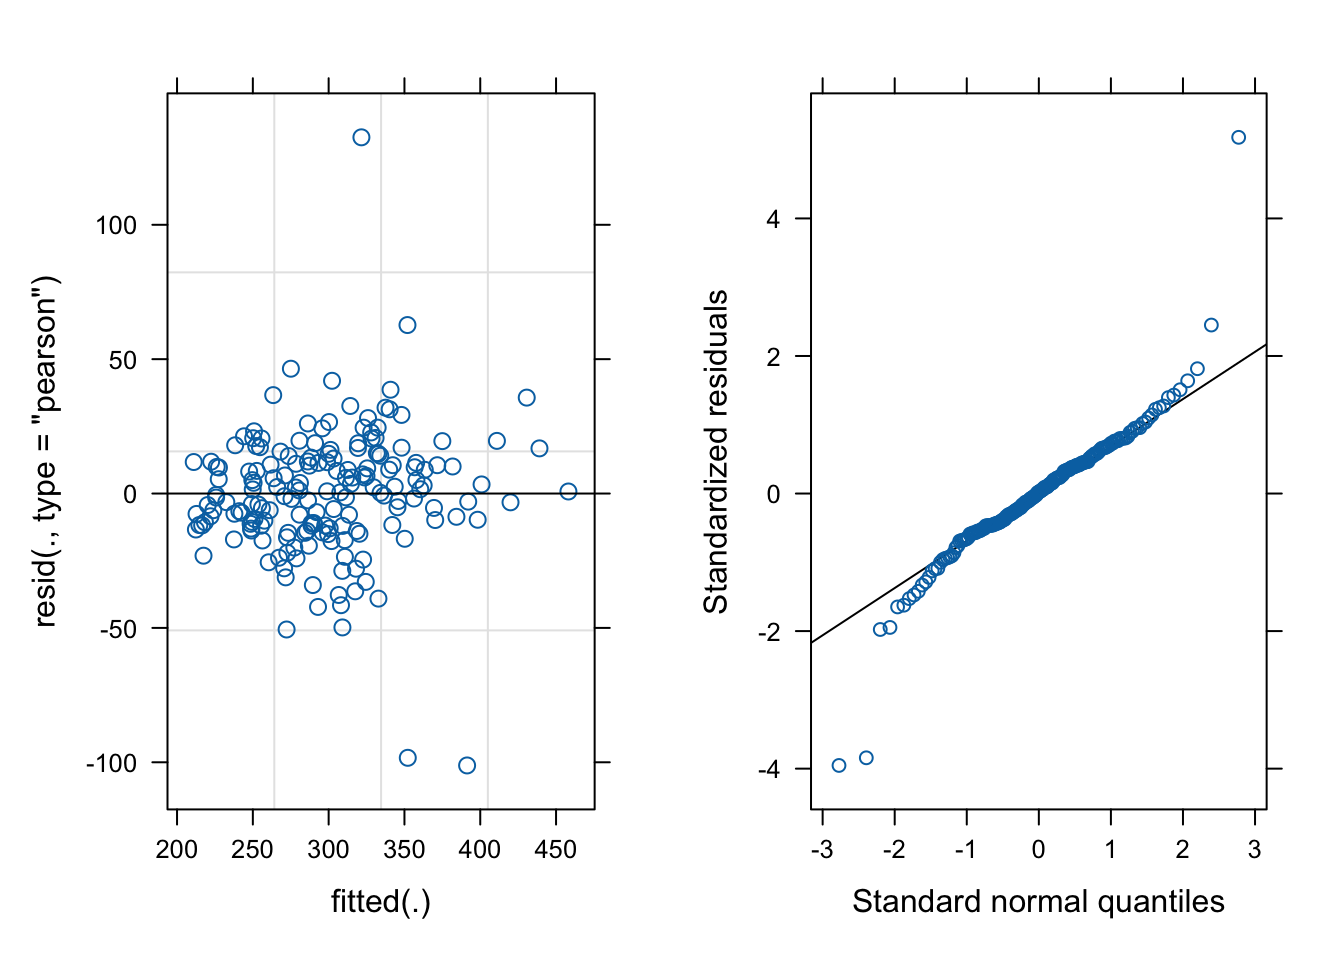 resid(., type = "pearson")
100
50
0
-50
-100
200 250 300 350 400 450
fitted(.)
Standardized residuals
4
2
0
-2
-4
-3 -2 -1 0 1 2 3
Standard normal quantiles